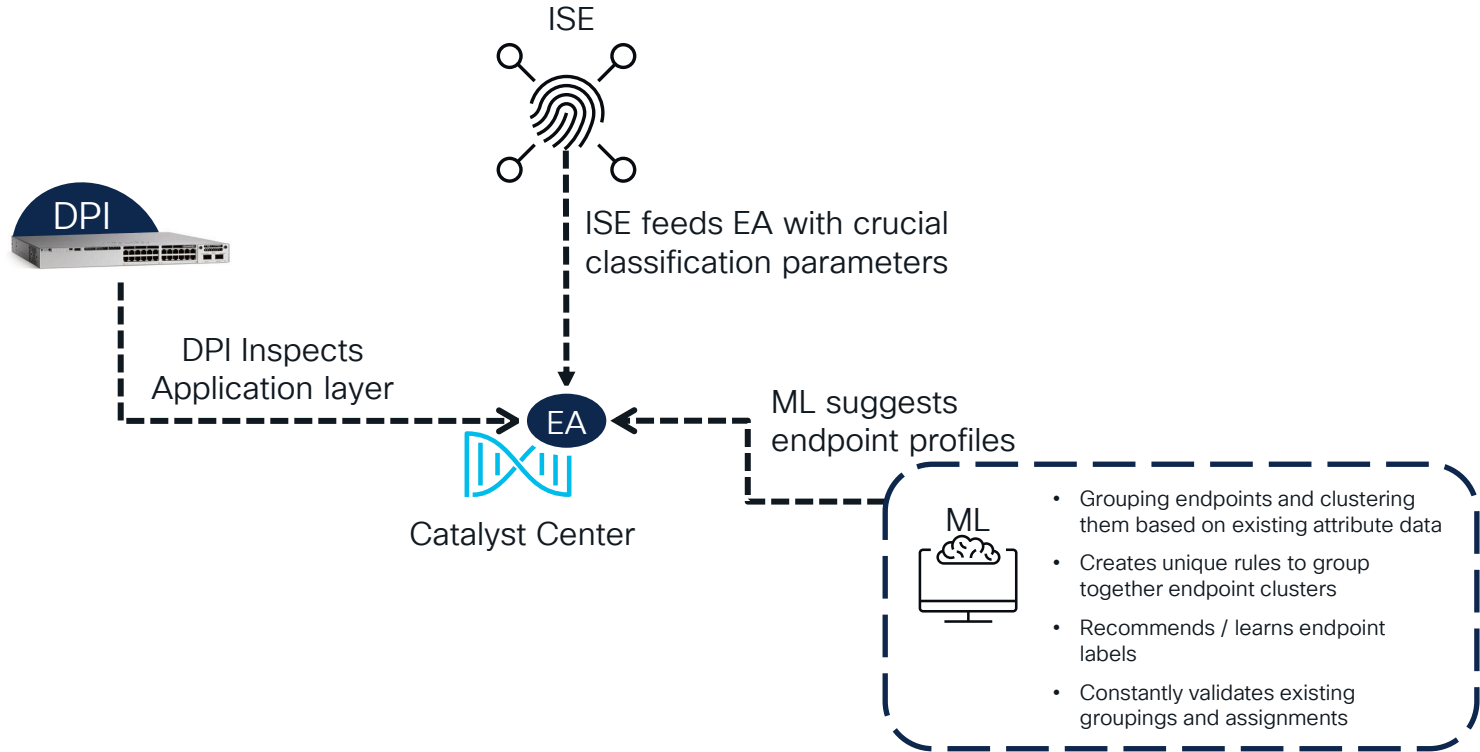 ISE
DPI
ISE feeds EA with crucial
classification parameters
DPI Inspects
Application layer
EA
ML suggests
endpoint profiles
Catalyst Center
ML
• Grouping endpoints and clustering
them based on existing attribute data
• Creates unique rules to group
together endpoint clusters
• Recommends / learns endpoint
labels
• Constantly validates existing
groupings and assignments